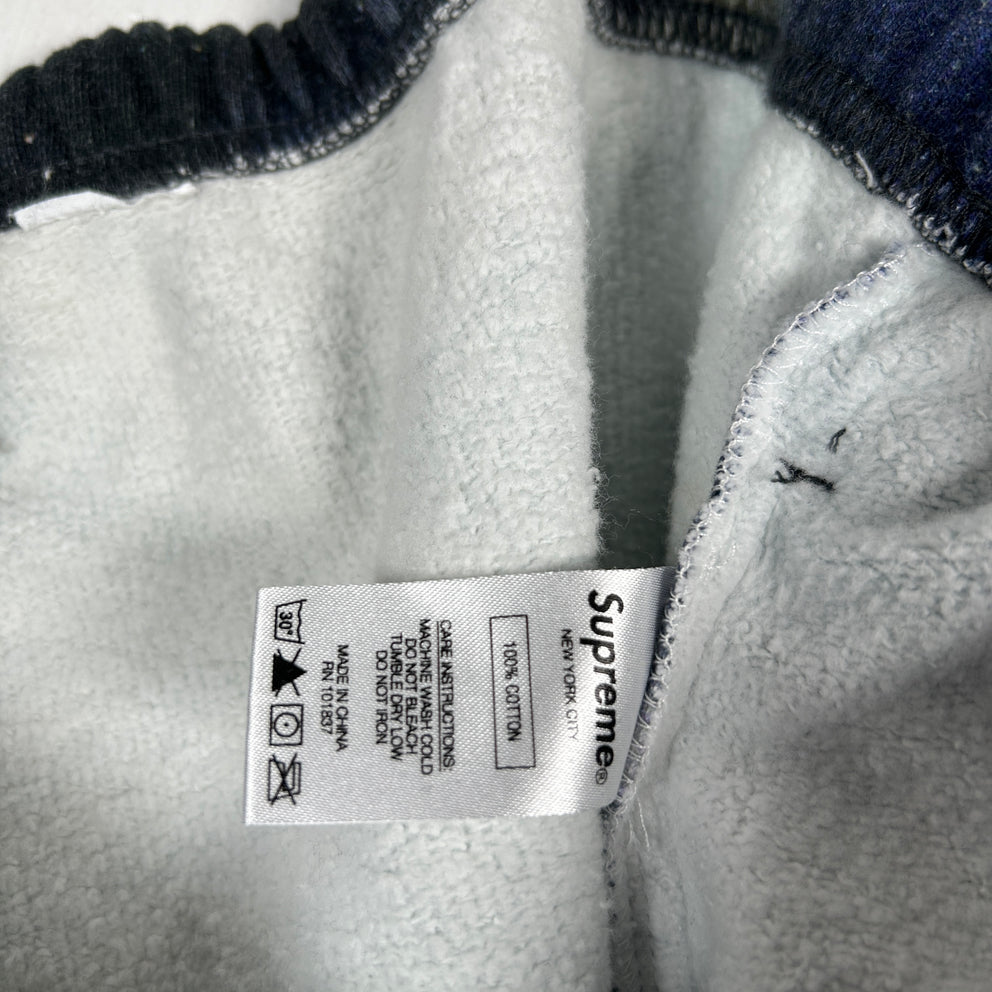 Supreme®
NEW YORK CITY
100% COTTON
CARE INSTRUCTIONS:
MACHINE WASH COLD
DO NOT BLEACH
TUMBLE DRY LOW
DO NOT IRON
MADE IN CHINA
RN 101837
30°